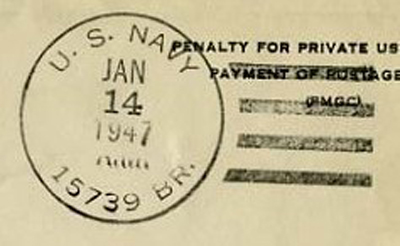 U. S. NAVY
JAN
14
1947
15739 BR.
PENALTY FOR PRIVATE US
PAYMENT OF POSTAGE
(PMGC)